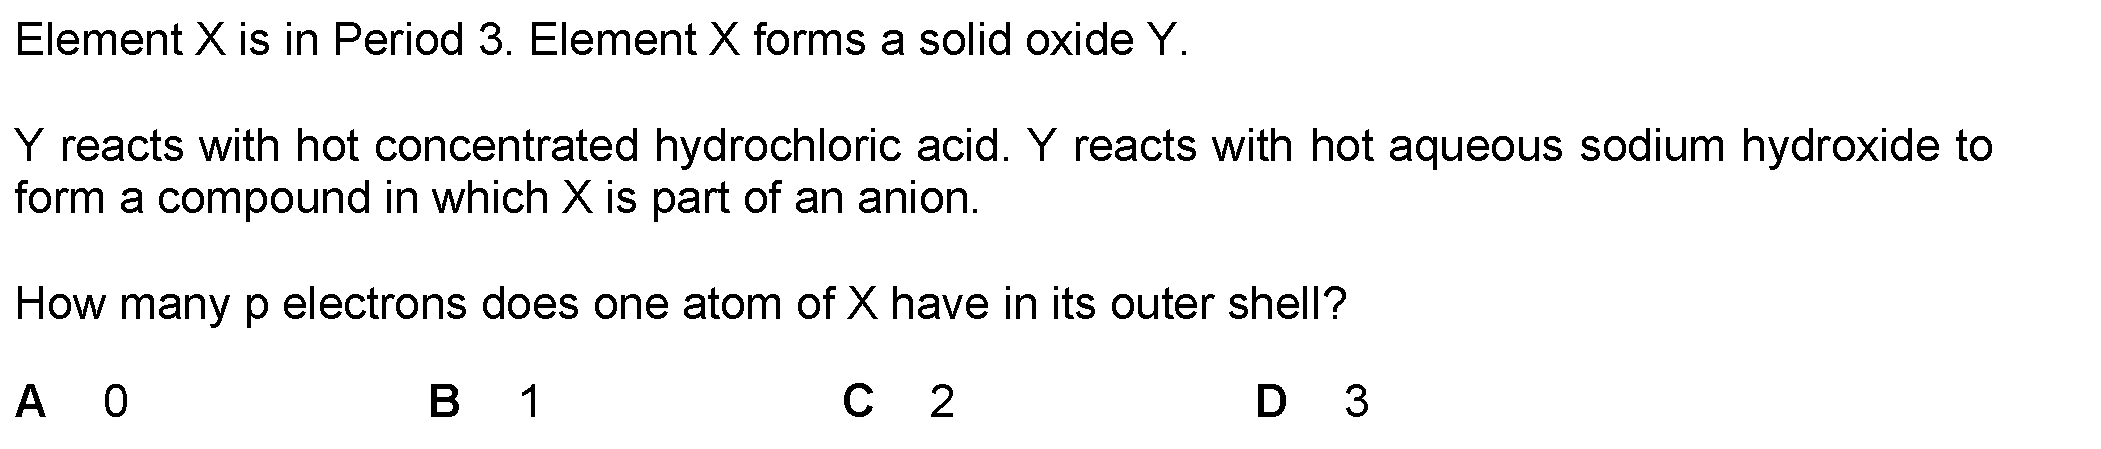 Element X is in Period 3. Element X forms a solid oxide Y.
Y reacts with hot concentrated hydrochloric acid. Y reacts with hot aqueous sodium hydroxide to
form a compound in which X is part of an anion.
How many p electrons does one atom of X have in its outer shell?
A 0 B 1 C 2 D 3